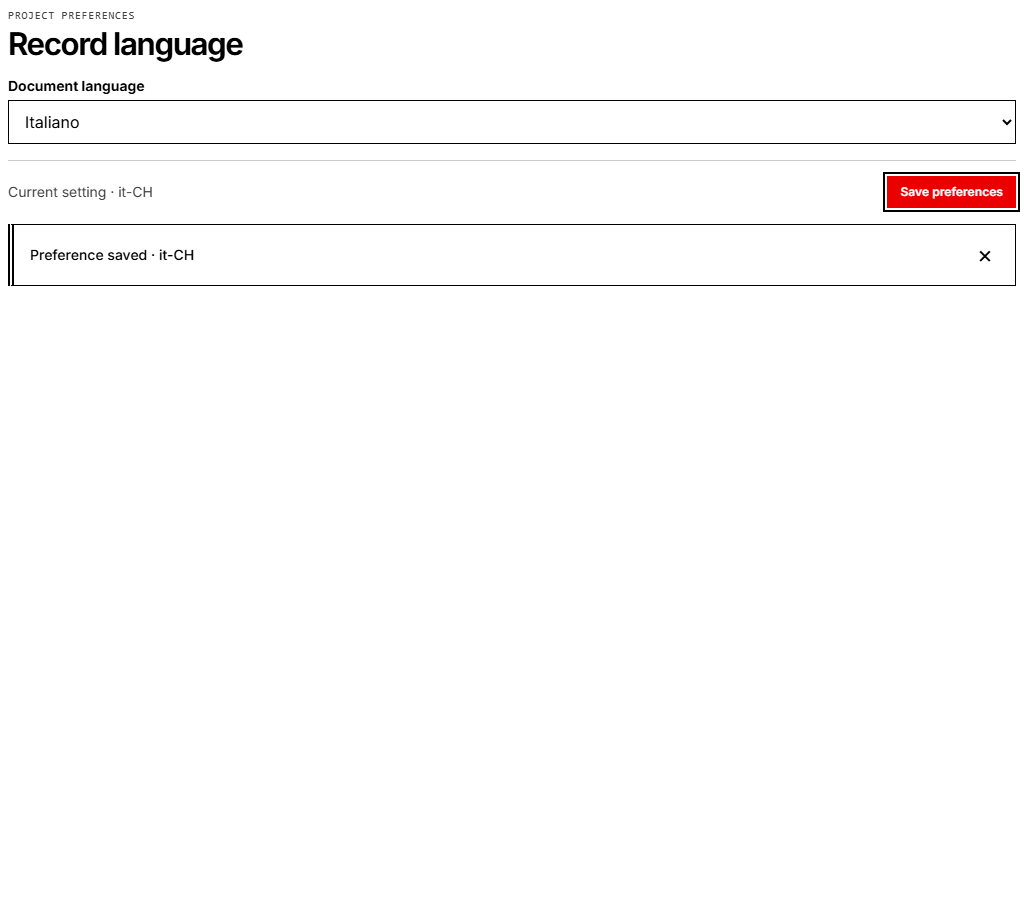 PROJECT PREFERENCES
Record language
Document language
Italiano
Current setting · it-CH
Save preferences
Preference saved · it-CH
×